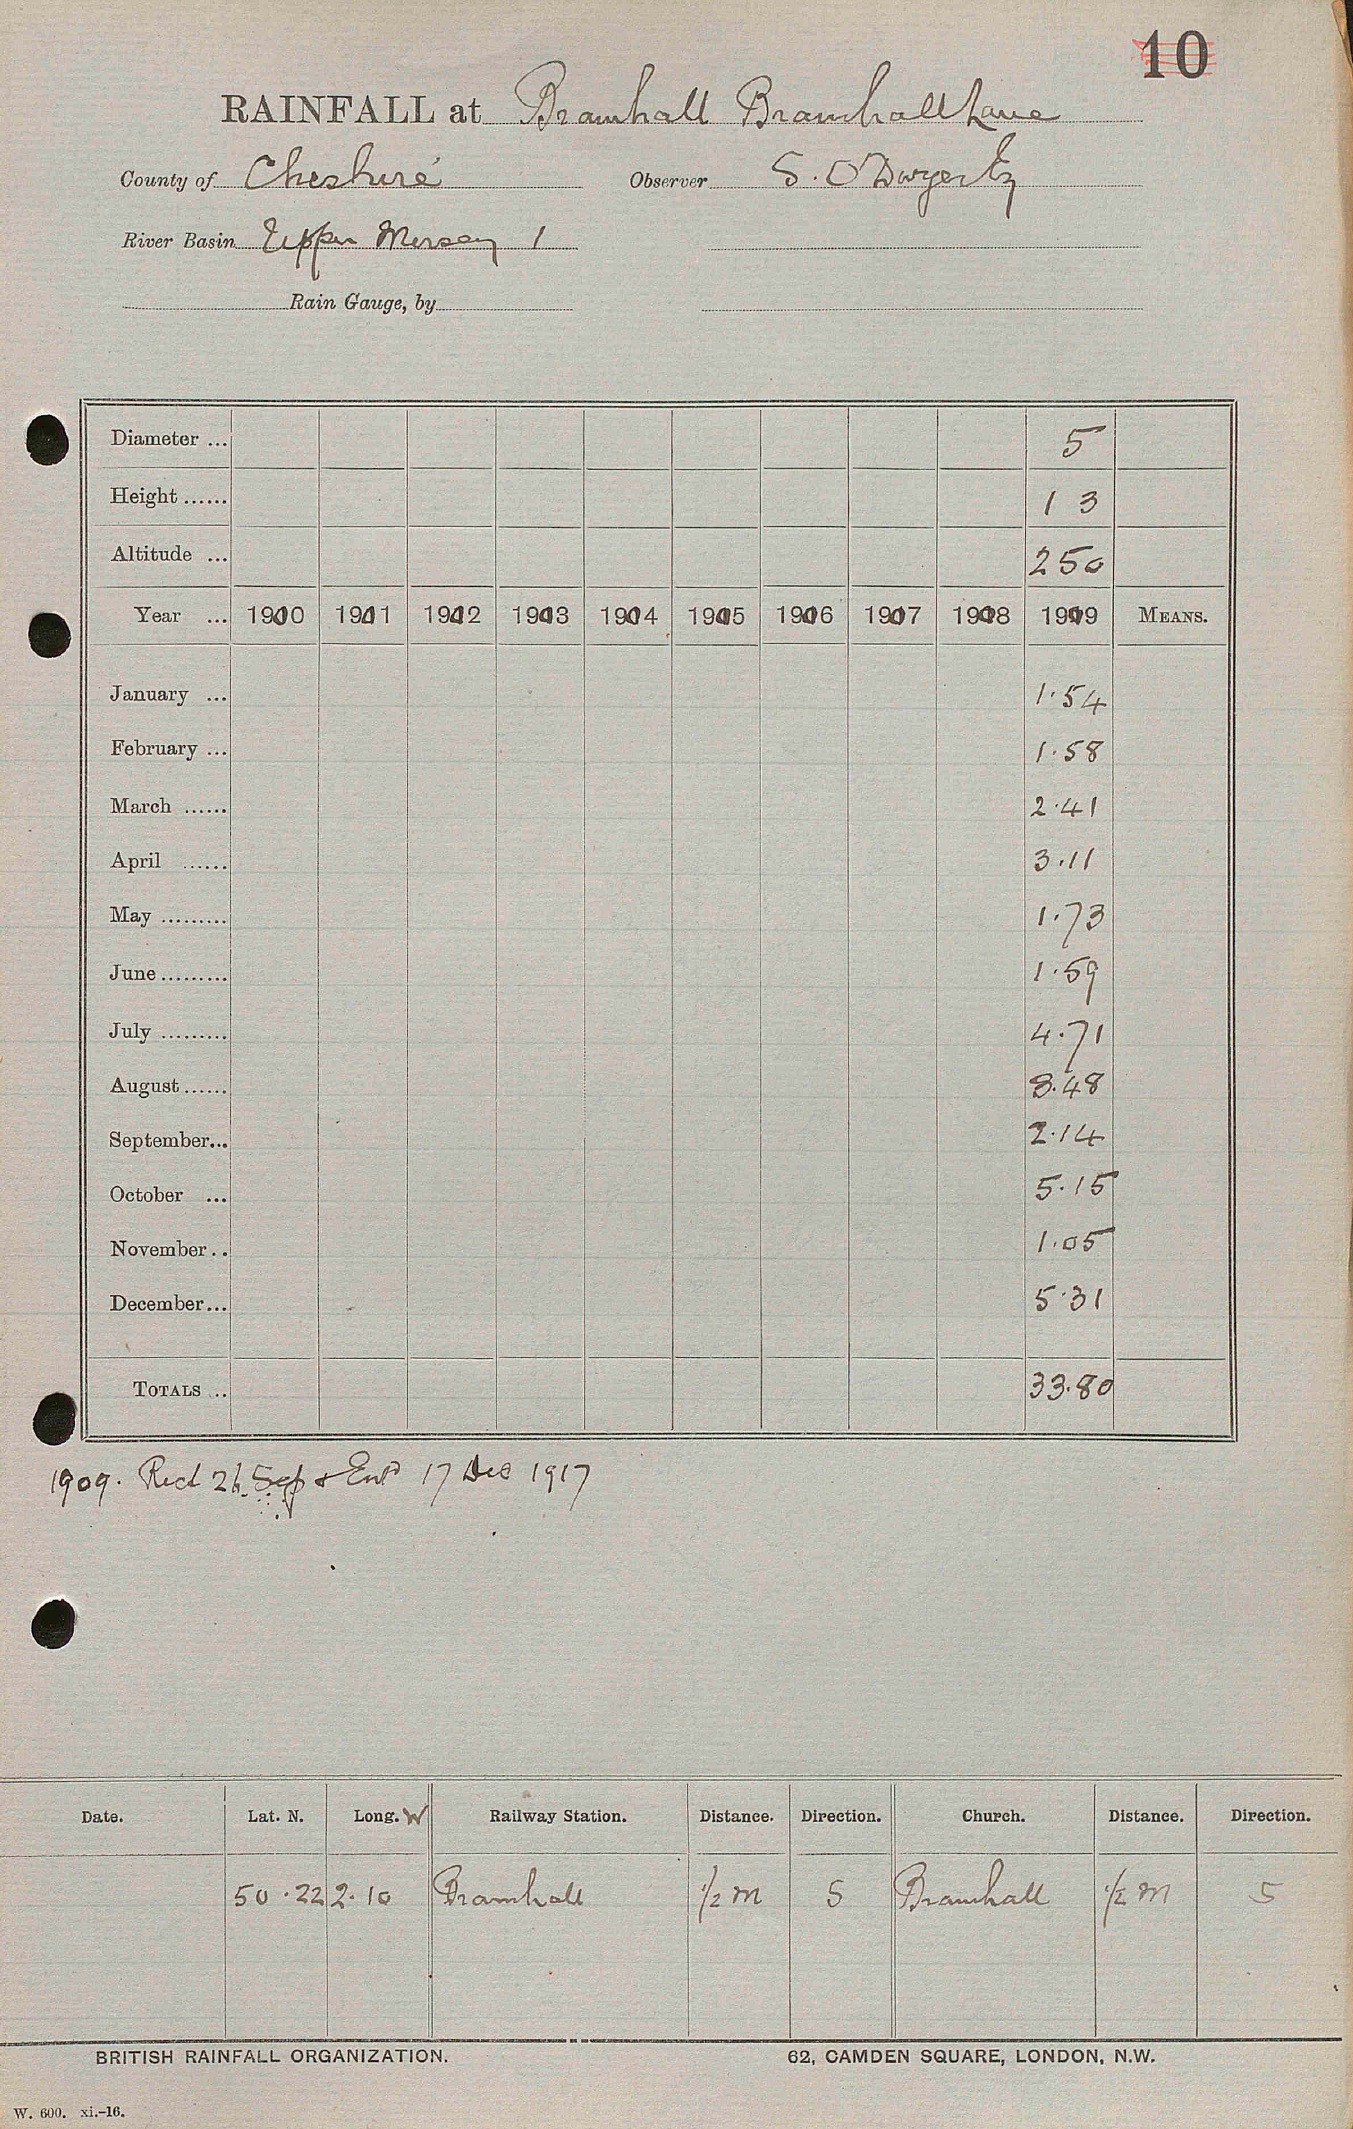 10
RAINFALL at Bramhall Bramhall Lane
County of Cheshire Observer
River Basin Upper Mersey 1
Rain Gauge, by
Diameter ... 5
Height ...... 1 3
Altitude ... 250
Year ... 1900 1901 1902 1903 1904 1905 1906 1907 1908 1909 MEANS.
January ... 1.54
February ... 1.58
March ...... 2.41
April ...... 3.11
May ......... 1.73
June ......... 1.59
July ......... 4.71
August ...... 3.48
September... 2.14
October ... 5.15
November .. 1.05
December... 5.31
TOTALS .. 33.80
1909. Recd 26 Sep & Entd 17 Dec 1917
Date. Lat. N. Long. W Railway Station. Distance. Direction. Church. Distance. Direction.
50.22 2.10 Bramhall 1/2 M S Bramhall 1/2 M S
BRITISH RAINFALL ORGANIZATION. 62, CAMDEN SQUARE, LONDON, N.W.
W. 600. xi.-16.